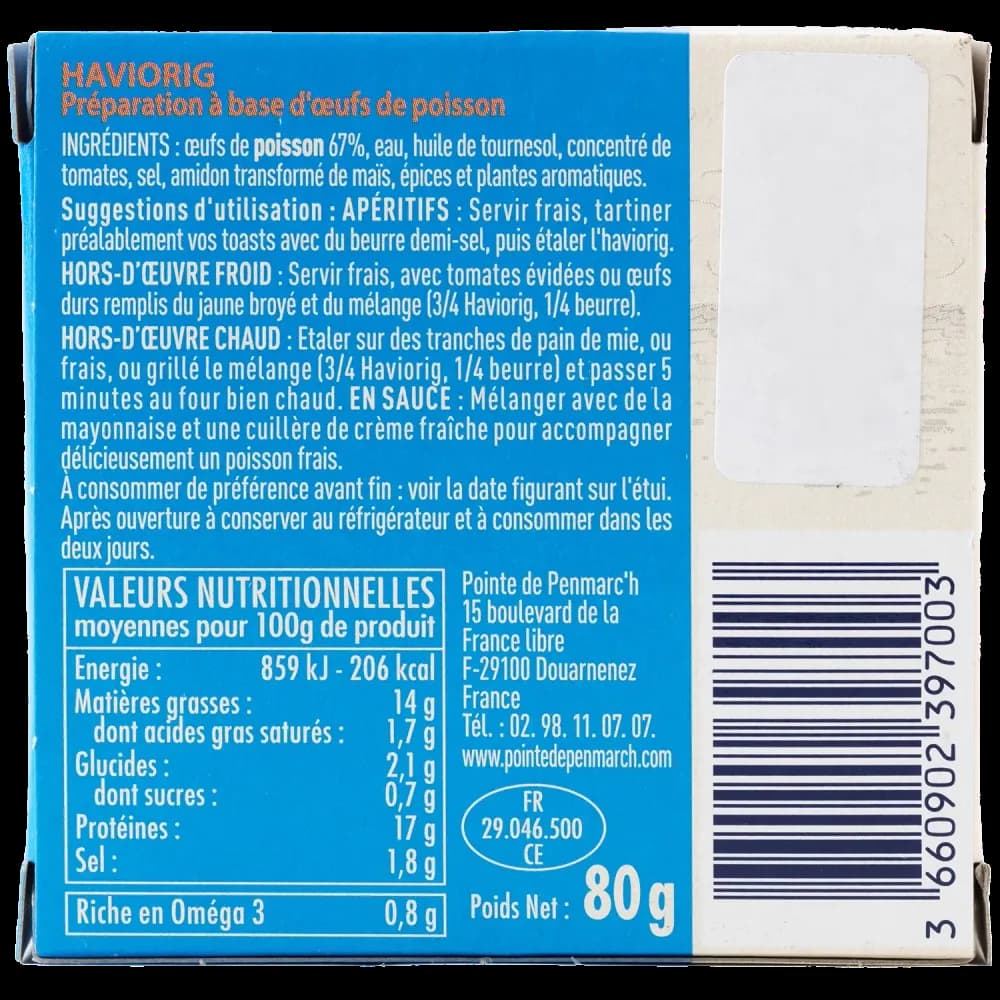 HAVIORIG
Préparation à base d'œufs de poisson
INGRÉDIENTS : œufs de poisson 67%, eau, huile de tournesol, concentré de
tomates, sel, amidon transformé de maïs, épices et plantes aromatiques.
Suggestions d'utilisation : APÉRITIFS : Servir frais, tartiner
préalablement vos toasts avec du beurre demi-sel, puis étaler l'haviorig.
HORS-D'ŒUVRE FROID : Servir frais, avec tomates évidées ou œufs
durs remplis du jaune broyé et du mélange (3/4 Haviorig, 1/4 beurre).
HORS-D'ŒUVRE CHAUD : Etaler sur des tranches de pain de mie, ou
frais, ou grillé le mélange (3/4 Haviorig, 1/4 beurre) et passer 5
minutes au four bien chaud. EN SAUCE : Mélanger avec de la
mayonnaise et une cuillère de crème fraîche pour accompagner
délicieusement un poisson frais.
À consommer de préférence avant fin : voir la date figurant sur l'étui.
Après ouverture à conserver au réfrigérateur et à consommer dans les
deux jours.
VALEURS NUTRITIONNELLES
moyennes pour 100g de produit
Energie : 859 kJ - 206 kcal
Matières grasses : 14 g
dont acides gras saturés : 1,7 g
Glucides : 2,1 g
dont sucres : 0,7 g
Protéines : 17 g
Sel : 1,8 g
Riche en Oméga 3 0,8 g
Pointe de Penmarc'h
15 boulevard de la
France libre
F-29100 Douarnenez
France
Tél. : 02. 98. 11. 07. 07.
www.pointedepenmarch.com
FR
29.046.500
CE
Poids Net : 80 g
3 660902 397003